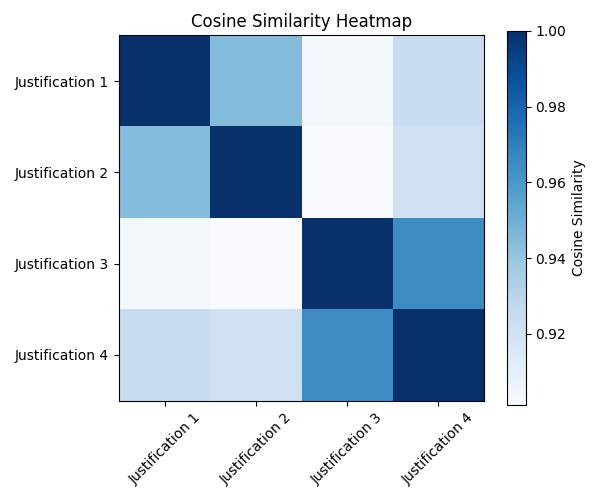 Cosine Similarity Heatmap
Justification 1
Justification 2
Justification 3
Justification 4
Justification 1
Justification 2
Justification 3
Justification 4
1.00
0.98
0.96
0.94
0.92
Cosine Similarity